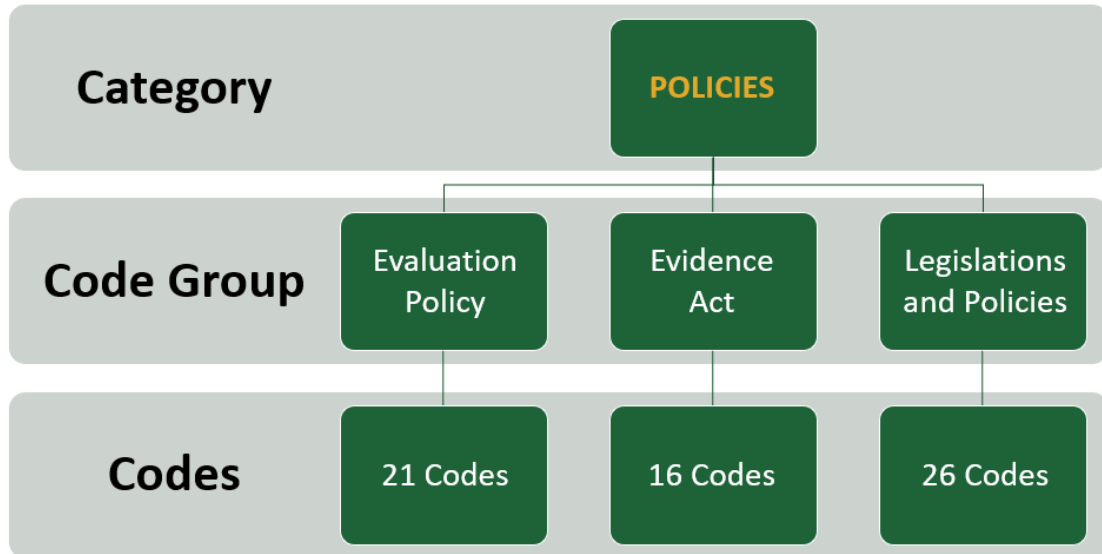 Category
POLICIES
Code Group
Evaluation
Policy
Evidence
Act
Legislations
and Policies
Codes
21 Codes
16 Codes
26 Codes